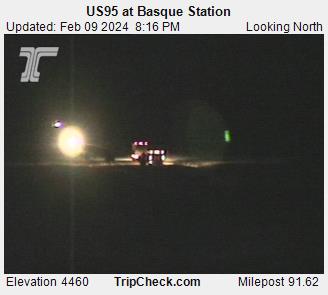 US95 at Basque Station
Updated: Feb 09 2024 8:16 PM Looking North
Elevation 4460 TripCheck.com Milepost 91.62